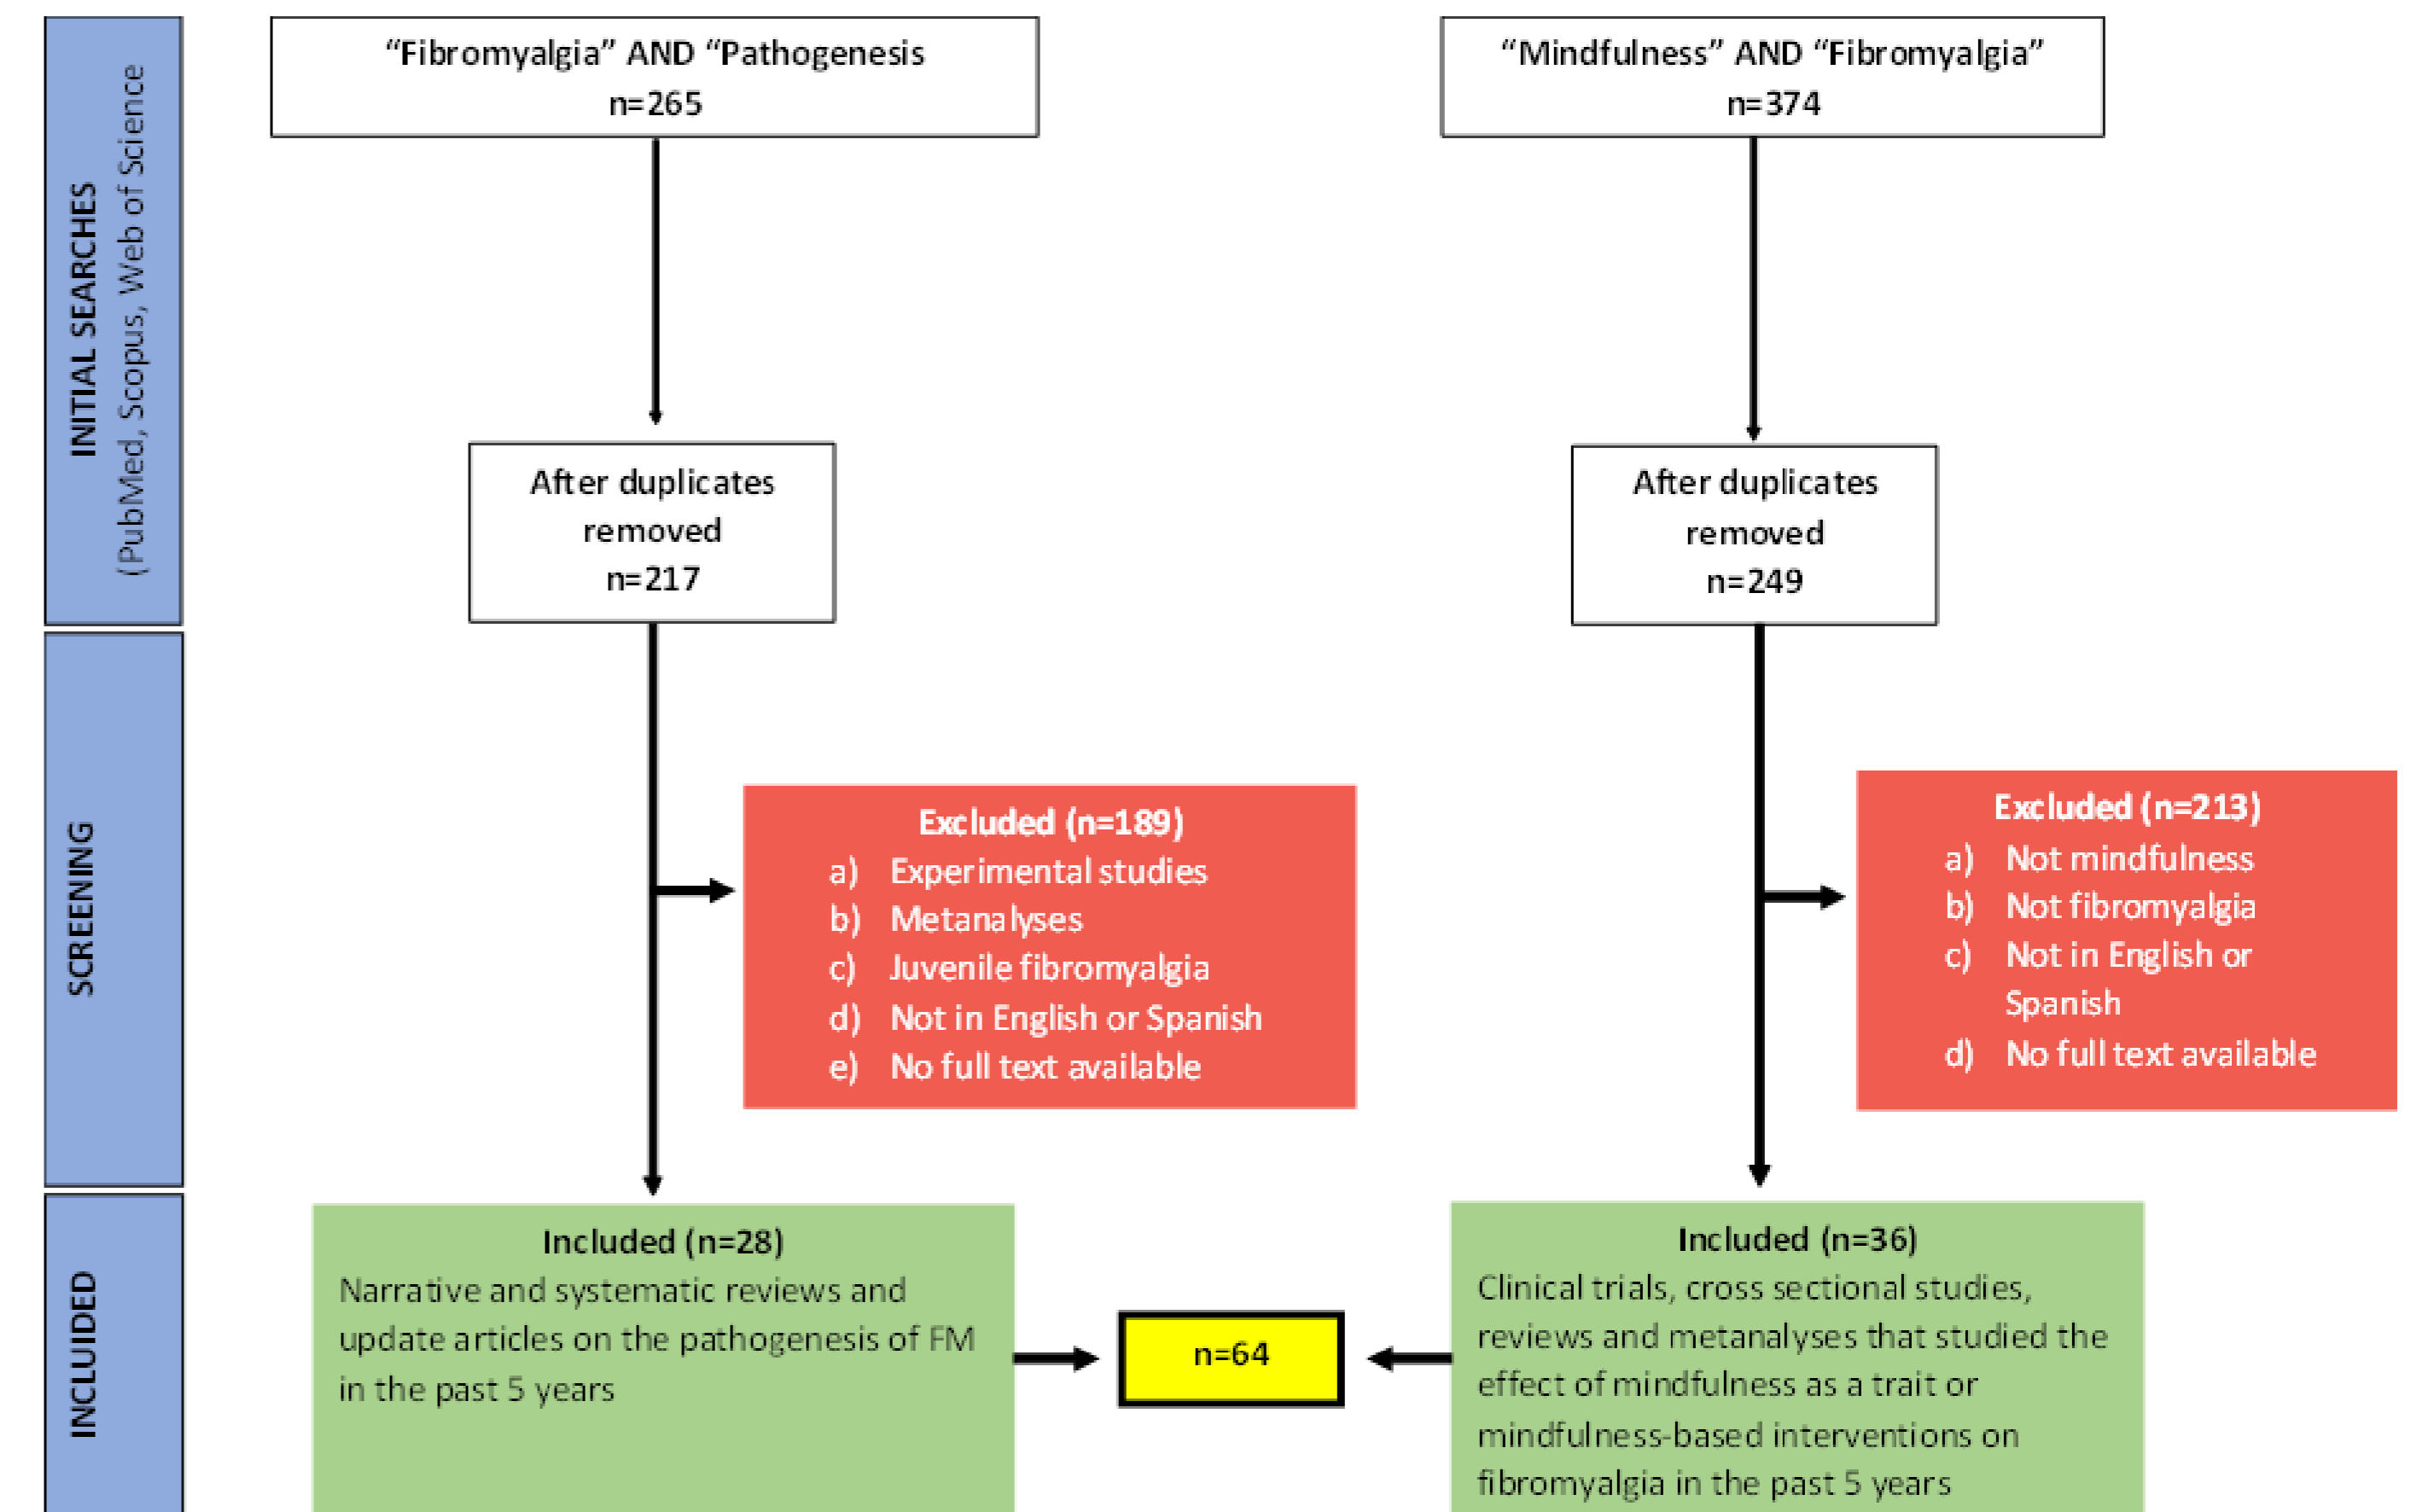 INITIAL SEARCHES
(PubMed, Scopus, Web of Science
“Fibromyalgia” AND “Pathogenesis
n=265
“Mindfulness” AND “Fibromyalgia”
n=374
After duplicates
removed
n=217
After duplicates
removed
n=249
SCREENING
Excluded (n=189)
a) Experimental studies
b) Metanalyses
c) Juvenile fibromyalgia
d) Not in English or Spanish
e) No full text available
Excluded (n=213)
a) Not mindfulness
b) Not fibromyalgia
c) Not in English or
Spanish
d) No full text available
INCLUIDED
Included (n=28)
Narrative and systematic reviews and
update articles on the pathogenesis of FM
in the past 5 years
n=64
Included (n=36)
Clinical trials, cross sectional studies,
reviews and metanalyses that studied the
effect of mindfulness as a trait or
mindfulness-based interventions on
fibromyalgia in the past 5 years